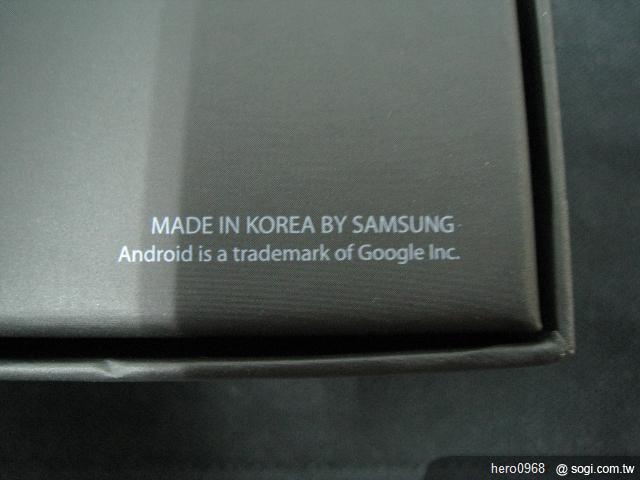 MADE IN KOREA BY SAMSUNG
Android is a trademark of Google Inc.
hero0968 @ sogi.com.tw